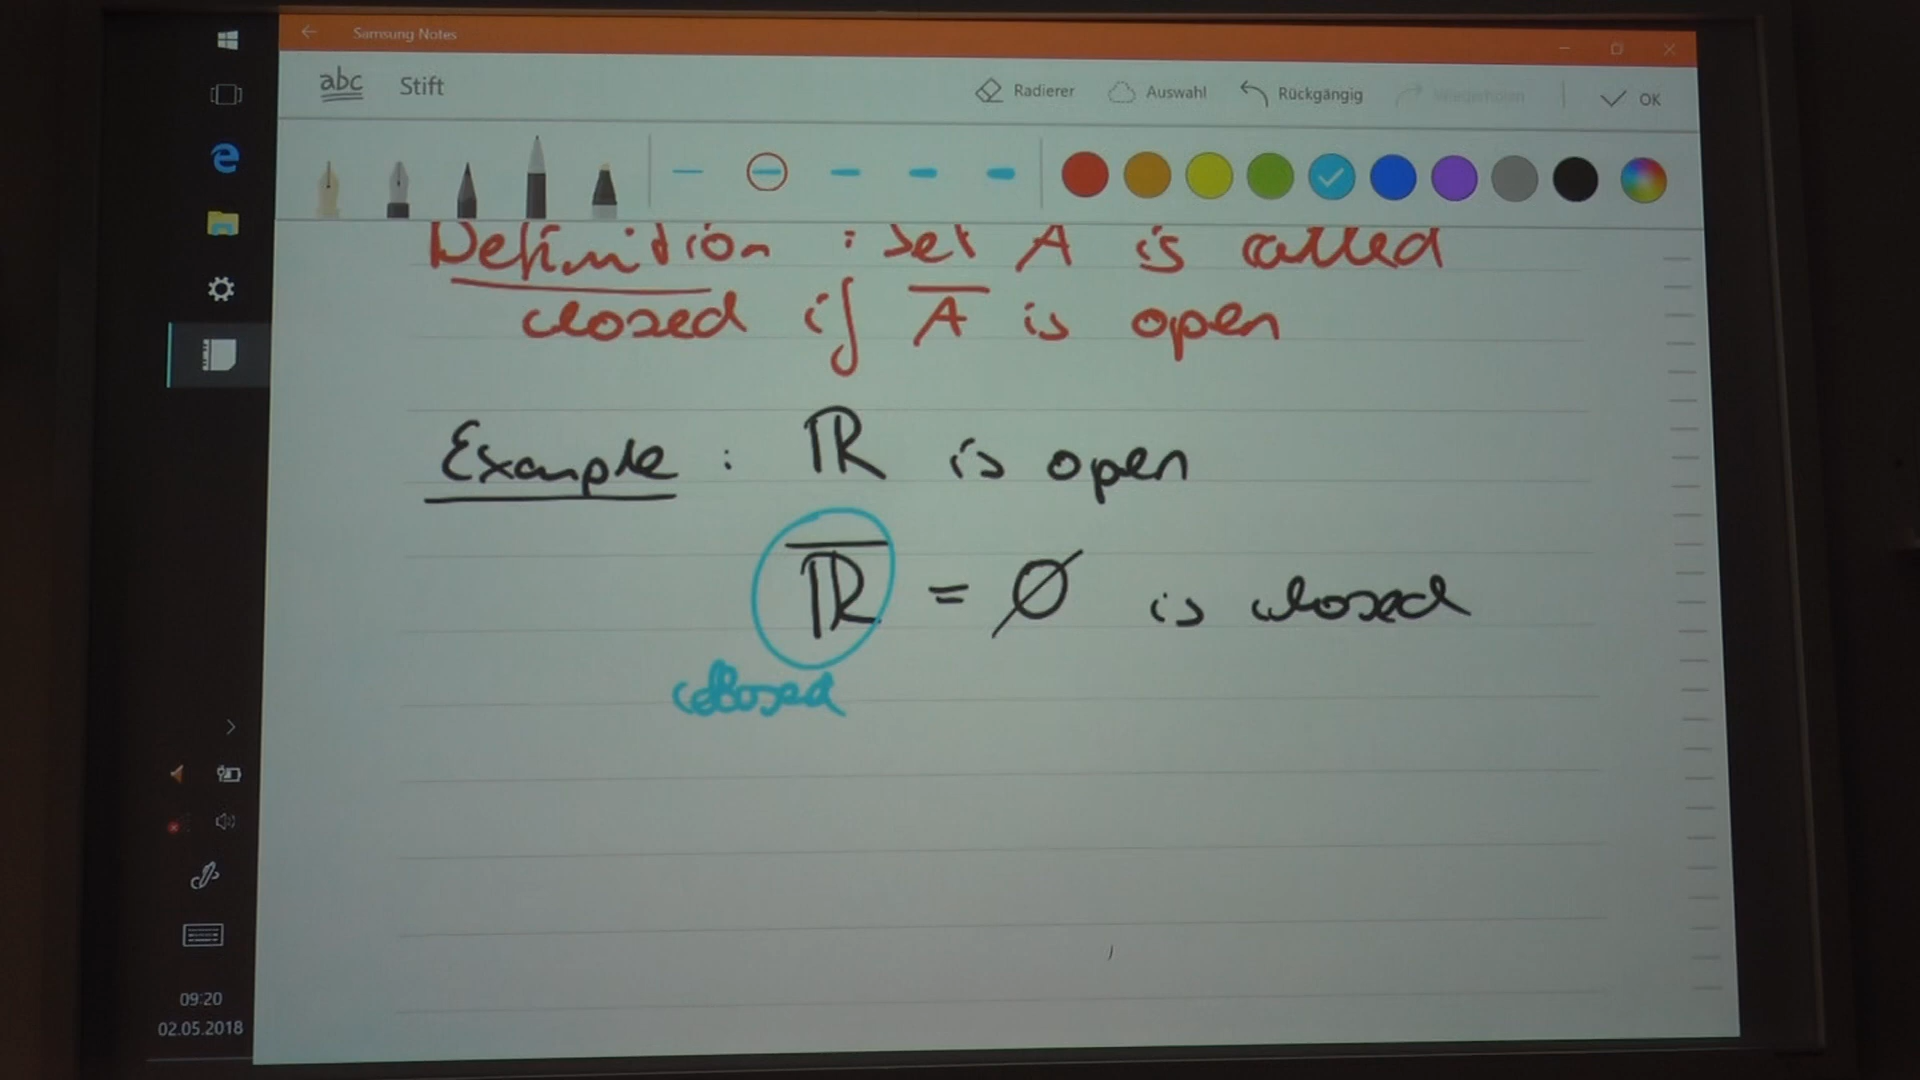 Samsung Notes
abc Stift Radierer Auswahl Rückgängig Wiederholen OK
Definition : Set A is called
closed if A̅ is open
Example : ℝ is open
ℝ̅ = ∅ is closed
closed
09:20
02.05.2018